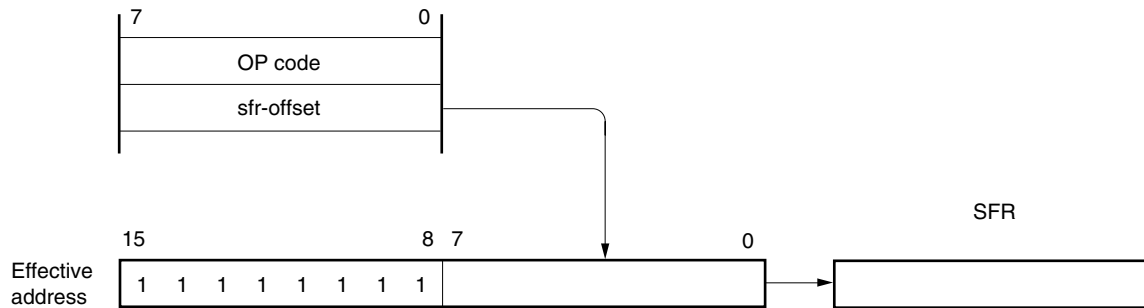 7 0
OP code
sfr-offset
SFR
15 8 7 0
Effective
address
1 1 1 1 1 1 1 1